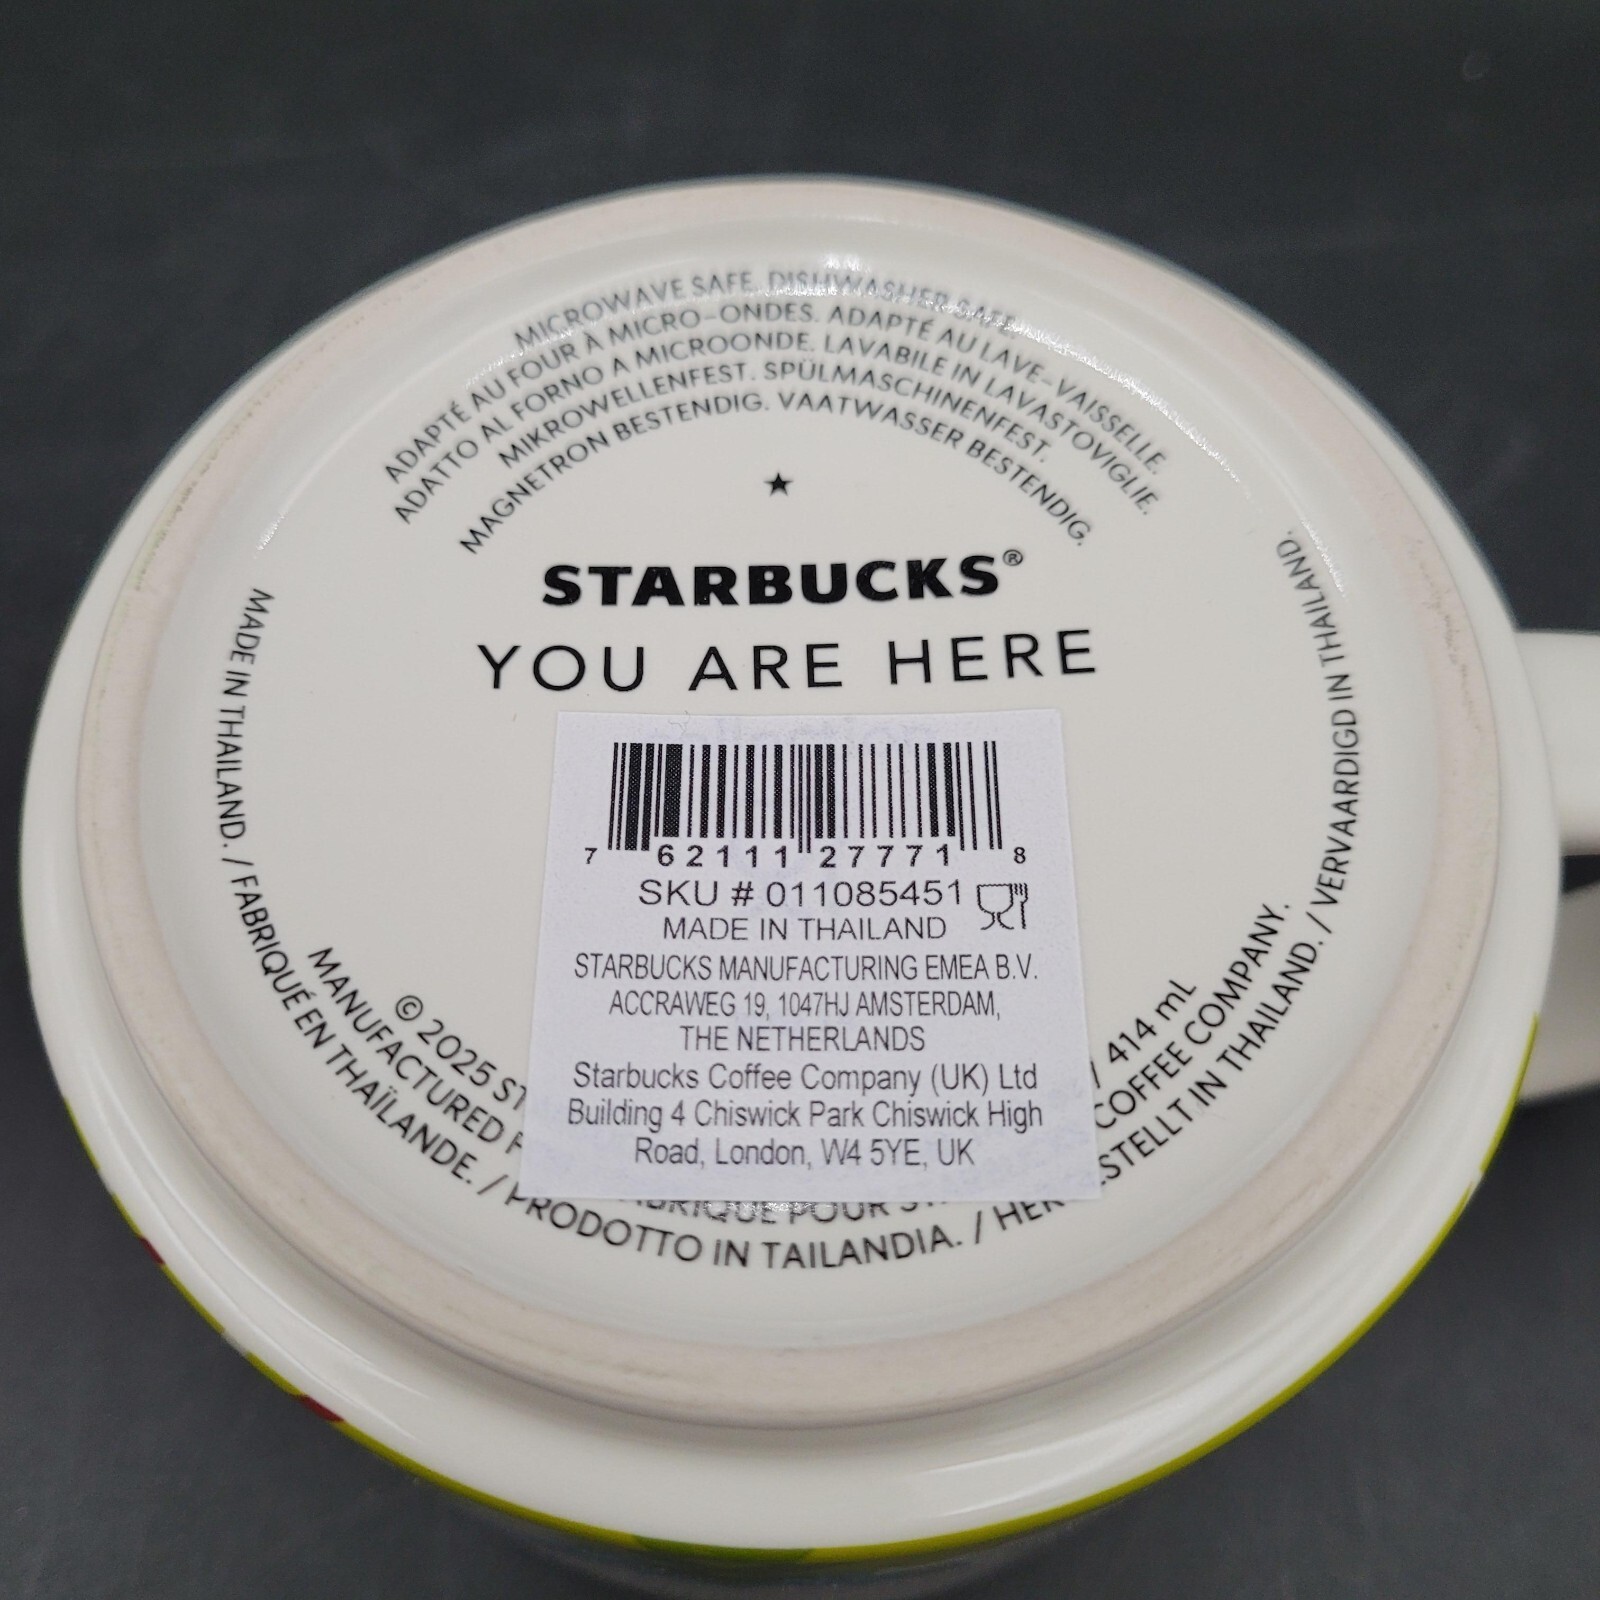 MICROWAVE SAFE. DISHWASHER SAFE.
ADAPTÉ AU FOUR À MICRO-ONDES. ADAPTÉ AU LAVE-VAISSELLE.
ADATTO AL FORNO A MICROONDE. LAVABILE IN LAVASTOVIGLIE.
MIKROWELLENFEST. SPÜLMASCHINENFEST.
MAGNETRON BESTENDIG. VAATWASSER BESTENDIG.
STARBUCKS®
YOU ARE HERE
7 62111 27771 8
SKU # 011085451
MADE IN THAILAND
STARBUCKS MANUFACTURING EMEA B.V.
ACCRAWEG 19, 1047HJ AMSTERDAM,
THE NETHERLANDS
Starbucks Coffee Company (UK) Ltd
Building 4 Chiswick Park Chiswick High
Road, London, W4 5YE, UK
© 2025 ST / 414 mL
MANUFACTURED F COFFEE COMPANY.
POUR
MADE IN THAILAND. / FABRIQUÉ EN THAÏLANDE. / PRODOTTO IN TAILANDIA. / HER ESTELLT IN THAILAND. / VERVAARDIGD IN THAILAND.